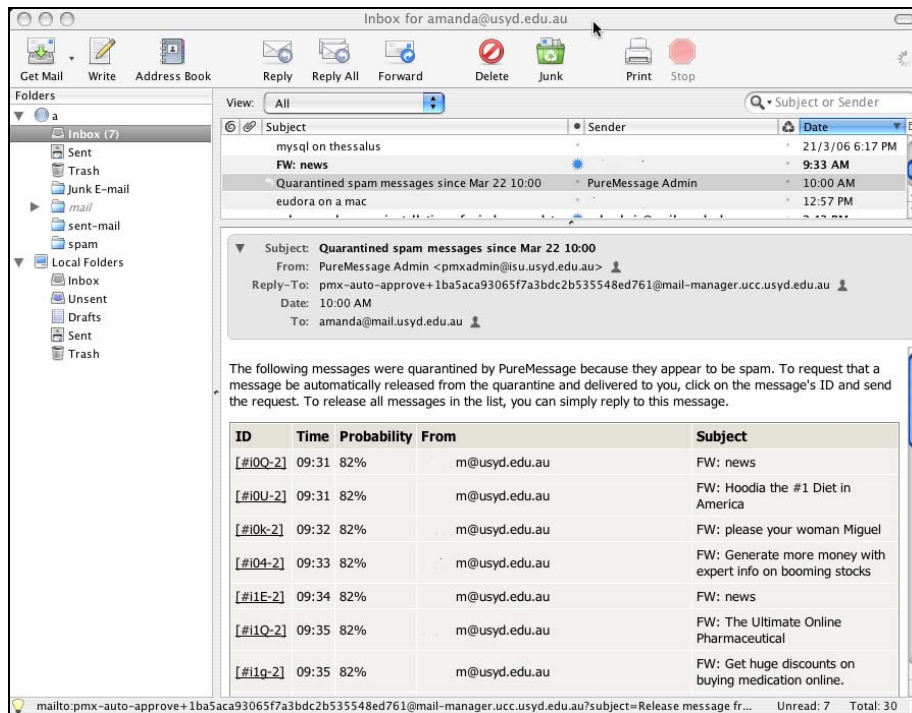 Inbox for amanda@usyd.edu.au
Get Mail Write Address Book Reply Reply All Forward Delete Junk Print Stop
Folders
View: All Subject or Sender
a
Inbox (7)
Sent
Trash
Junk E-mail
mail
sent-mail
spam
Local Folders
Inbox
Unsent
Drafts
Sent
Trash
Subject Sender Date
mysql on thessalus 21/3/06 6:17 PM
FW: news 9:33 AM
Quarantined spam messages since Mar 22 10:00 PureMessage Admin 10:00 AM
eudora on a mac 12:57 PM
Subject: Quarantined spam messages since Mar 22 10:00
From: PureMessage Admin <pmxadmin@isu.usyd.edu.au>
Reply-To: pmx-auto-approve+1ba5aca93065f7a3bdc2b535548ed761@mail-manager.ucc.usyd.edu.au
Date: 10:00 AM
To: amanda@mail.usyd.edu.au
The following messages were quarantined by PureMessage because they appear to be spam. To request that a
message be automatically released from the quarantine and delivered to you, click on the message's ID and send
the request. To release all messages in the list, you can simply reply to this message.
ID Time Probability From Subject
[#i0Q-2] 09:31 82% m@usyd.edu.au FW: news
[#i0U-2] 09:31 82% m@usyd.edu.au FW: Hoodia the #1 Diet in
America
[#i0k-2] 09:32 82% m@usyd.edu.au FW: please your woman Miguel
[#i04-2] 09:33 82% m@usyd.edu.au FW: Generate more money with
expert info on booming stocks
[#i1E-2] 09:34 82% m@usyd.edu.au FW: news
[#i1Q-2] 09:35 82% m@usyd.edu.au FW: The Ultimate Online
Pharmaceutical
[#i1g-2] 09:35 82% m@usyd.edu.au FW: Get huge discounts on
buying medication online.
mailto:pmx-auto-approve+1ba5aca93065f7a3bdc2b535548ed761@mail-manager.ucc.usyd.edu.au?subject=Release message fr... Unread: 7 Total: 30